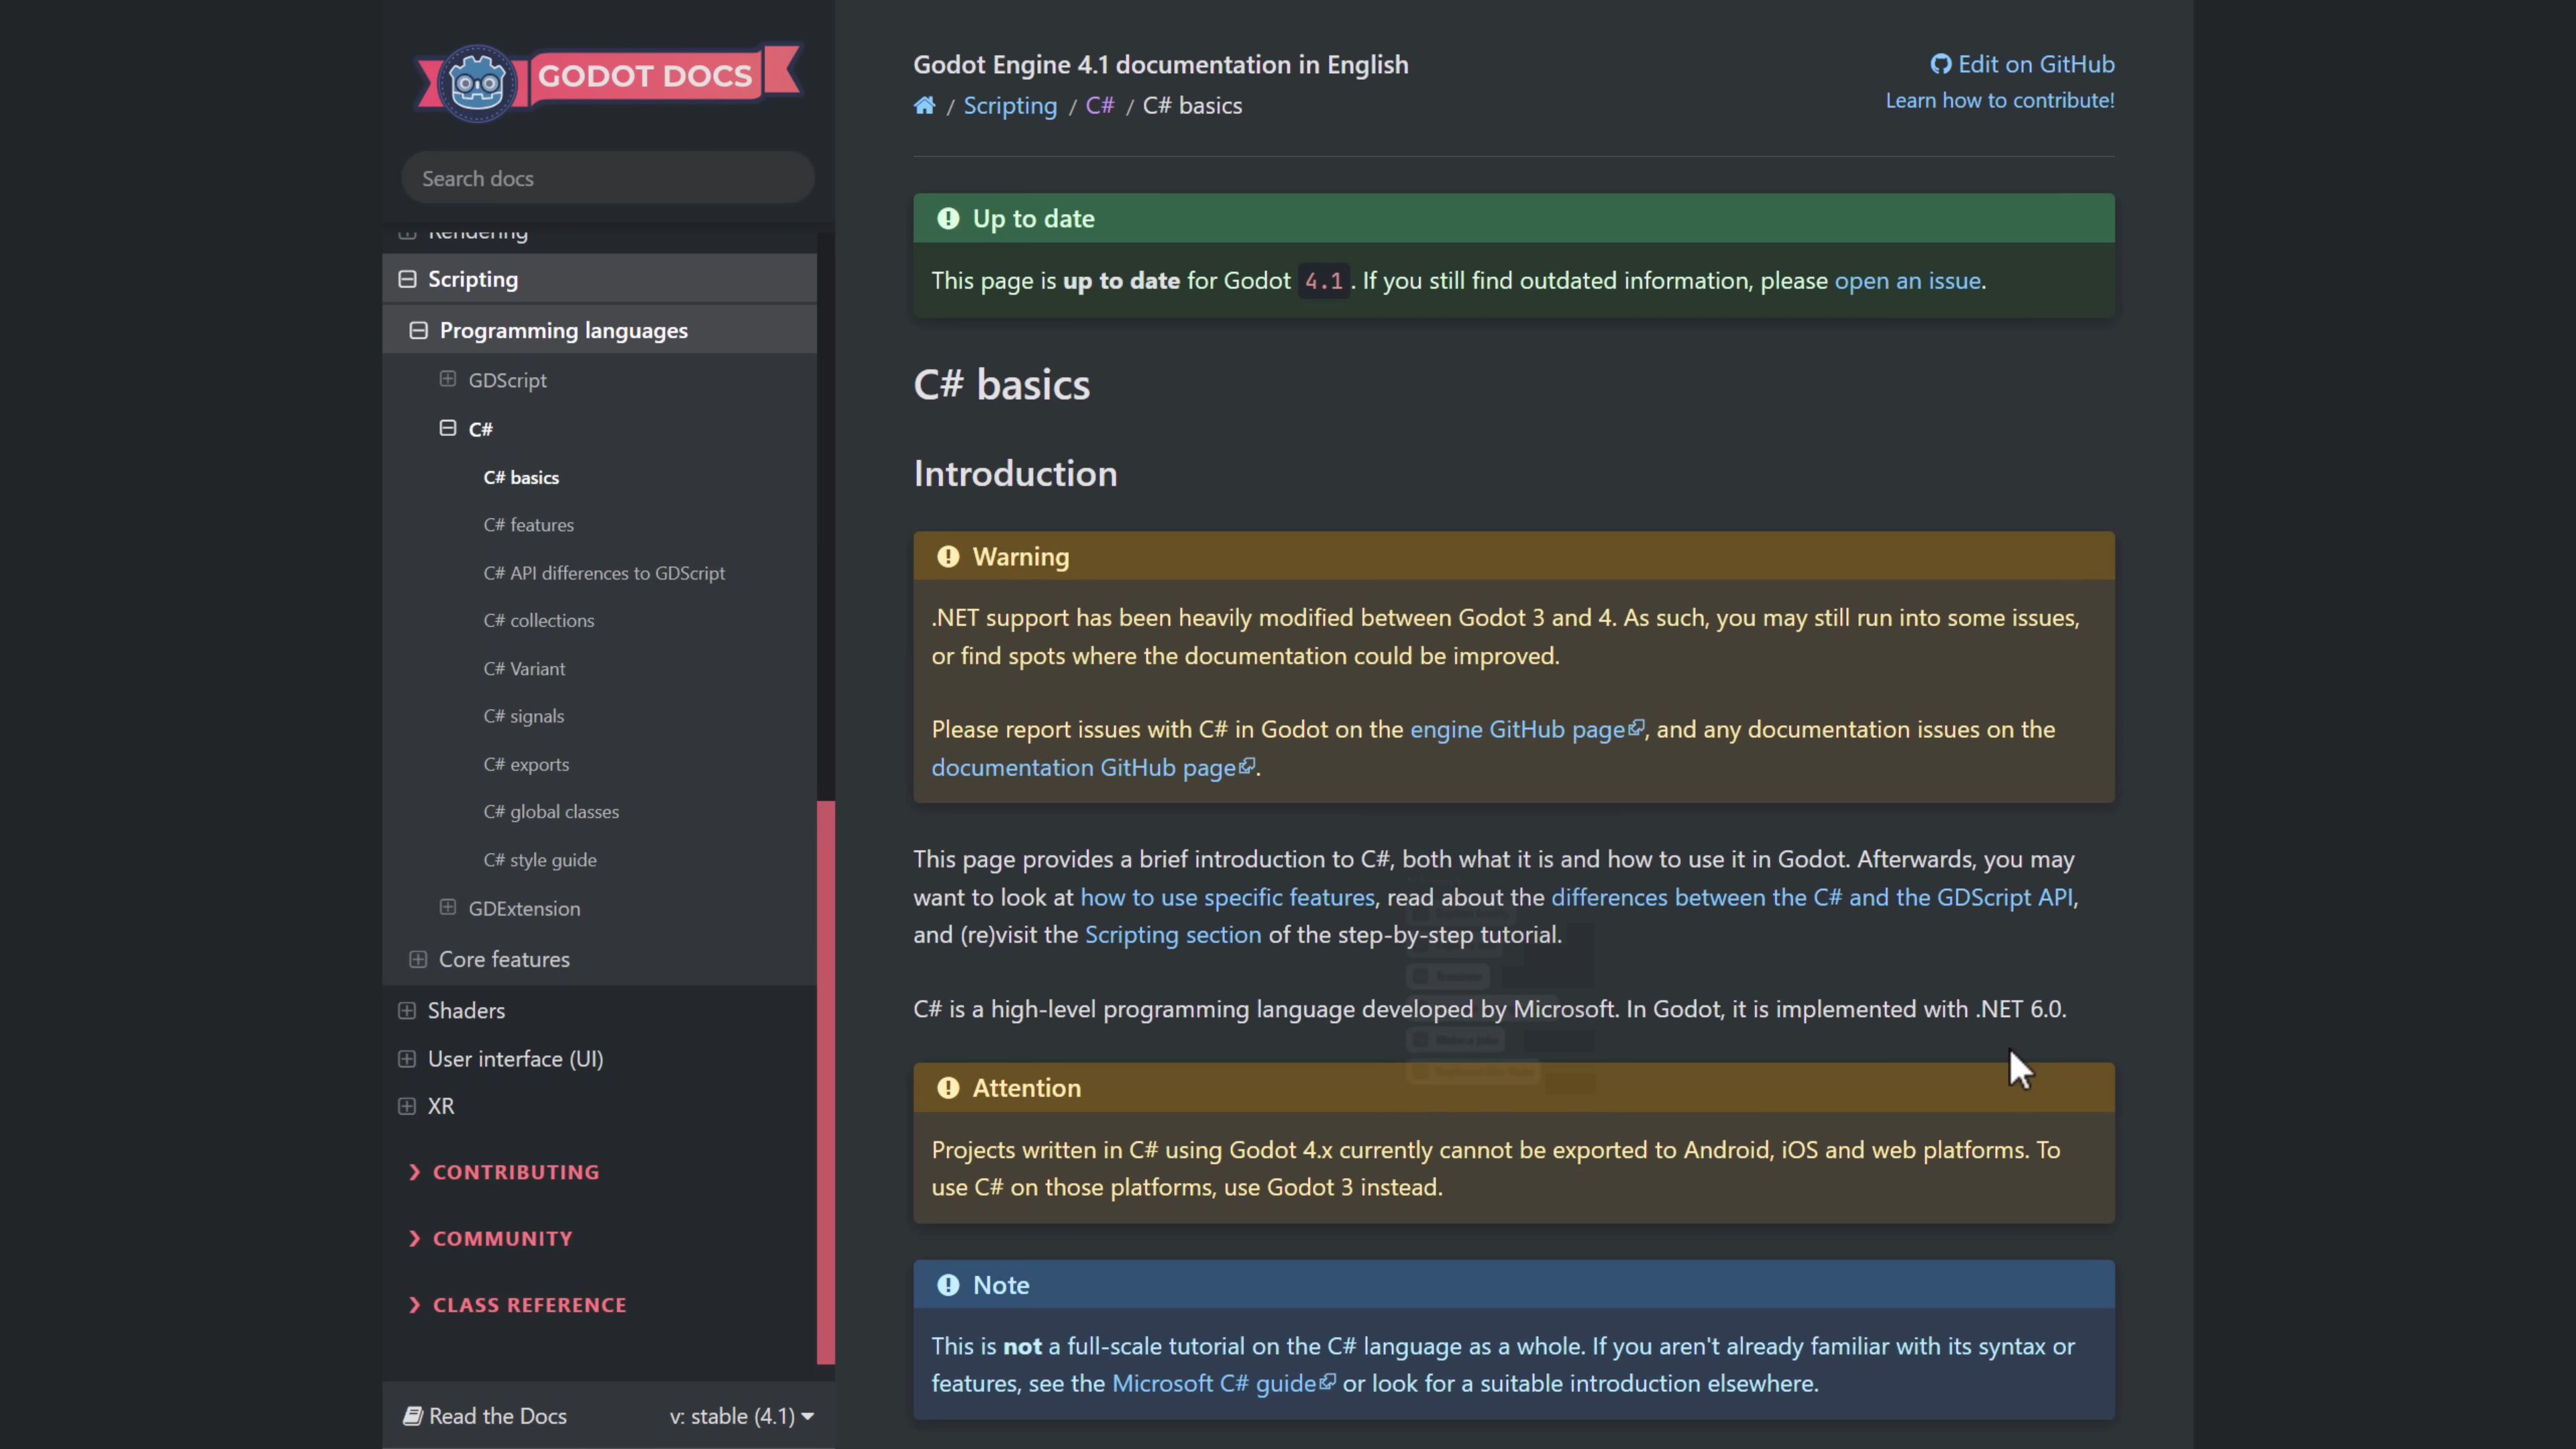 GODOT DOCS
Search docs
Rendering
Scripting
Programming languages
GDScript
C#
C# basics
C# features
C# API differences to GDScript
C# collections
C# Variant
C# signals
C# exports
C# global classes
C# style guide
GDExtension
Core features
Shaders
User interface (UI)
XR
CONTRIBUTING
COMMUNITY
CLASS REFERENCE
Read the Docs
v: stable (4.1)
Godot Engine 4.1 documentation in English
Edit on GitHub
/ Scripting / C# / C# basics
Learn how to contribute!
Up to date
This page is up to date for Godot 4.1. If you still find outdated information, please open an issue.
C# basics
Introduction
Warning
.NET support has been heavily modified between Godot 3 and 4. As such, you may still run into some issues,
or find spots where the documentation could be improved.
Please report issues with C# in Godot on the engine GitHub page, and any documentation issues on the
documentation GitHub page.
This page provides a brief introduction to C#, both what it is and how to use it in Godot. Afterwards, you may
want to look at how to use specific features, read about the differences between the C# and the GDScript API,
and (re)visit the Scripting section of the step-by-step tutorial.
C# is a high-level programming language developed by Microsoft. In Godot, it is implemented with .NET 6.0.
Attention
Projects written in C# using Godot 4.x currently cannot be exported to Android, iOS and web platforms. To
use C# on those platforms, use Godot 3 instead.
Note
This is not a full-scale tutorial on the C# language as a whole. If you aren't already familiar with its syntax or
features, see the Microsoft C# guide or look for a suitable introduction elsewhere.